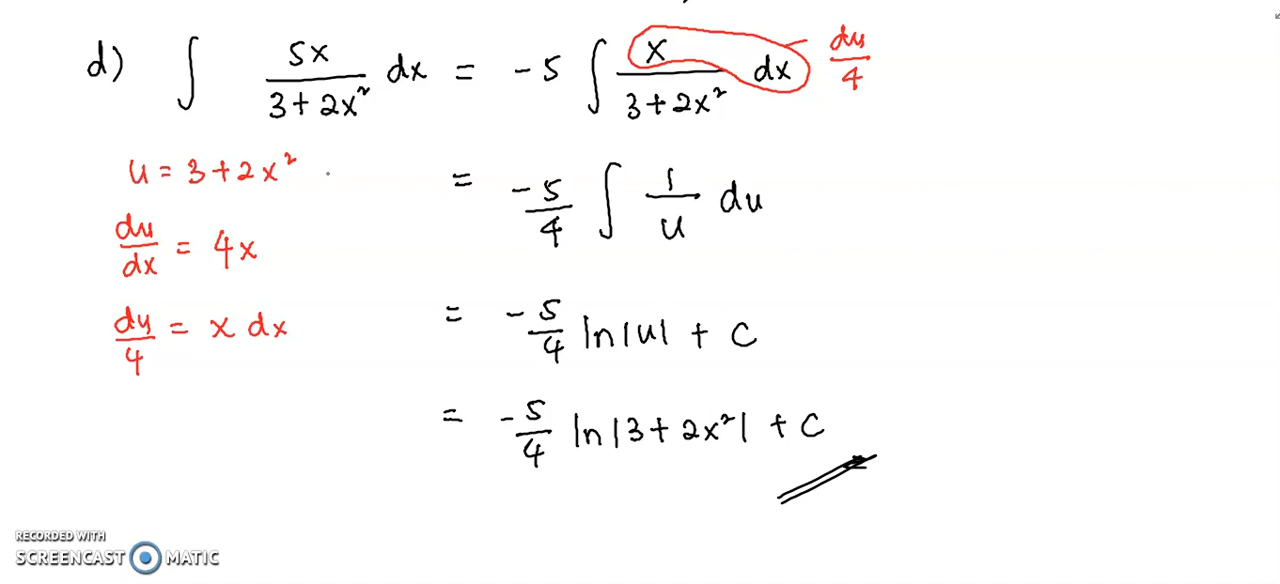 d) ∫ 5x / (3 + 2x²) dx = -5 ∫ x / (3 + 2x²) dx du/4
u = 3 + 2x²
= -5/4 ∫ 1/u du
du/dx = 4x
du/4 = x dx
= -5/4 ln|u| + C
= -5/4 ln|3 + 2x²| + C
RECORDED WITH
SCREENCAST MATIC